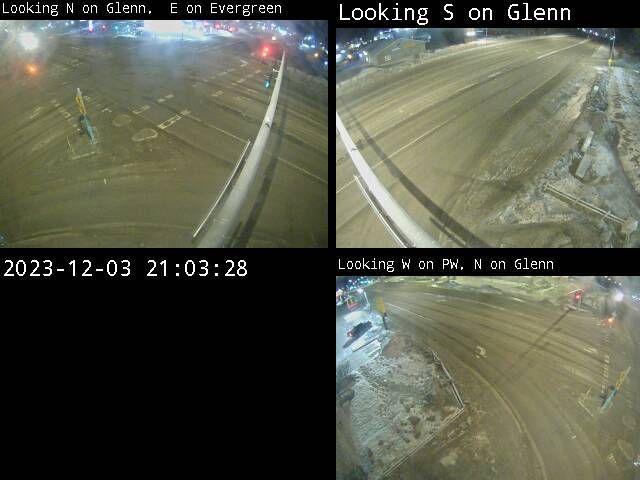 Looking N on Glenn,  E on Evergreen
Looking S on Glenn
2023-12-03 21:03:28
Looking W on PW, N on Glenn